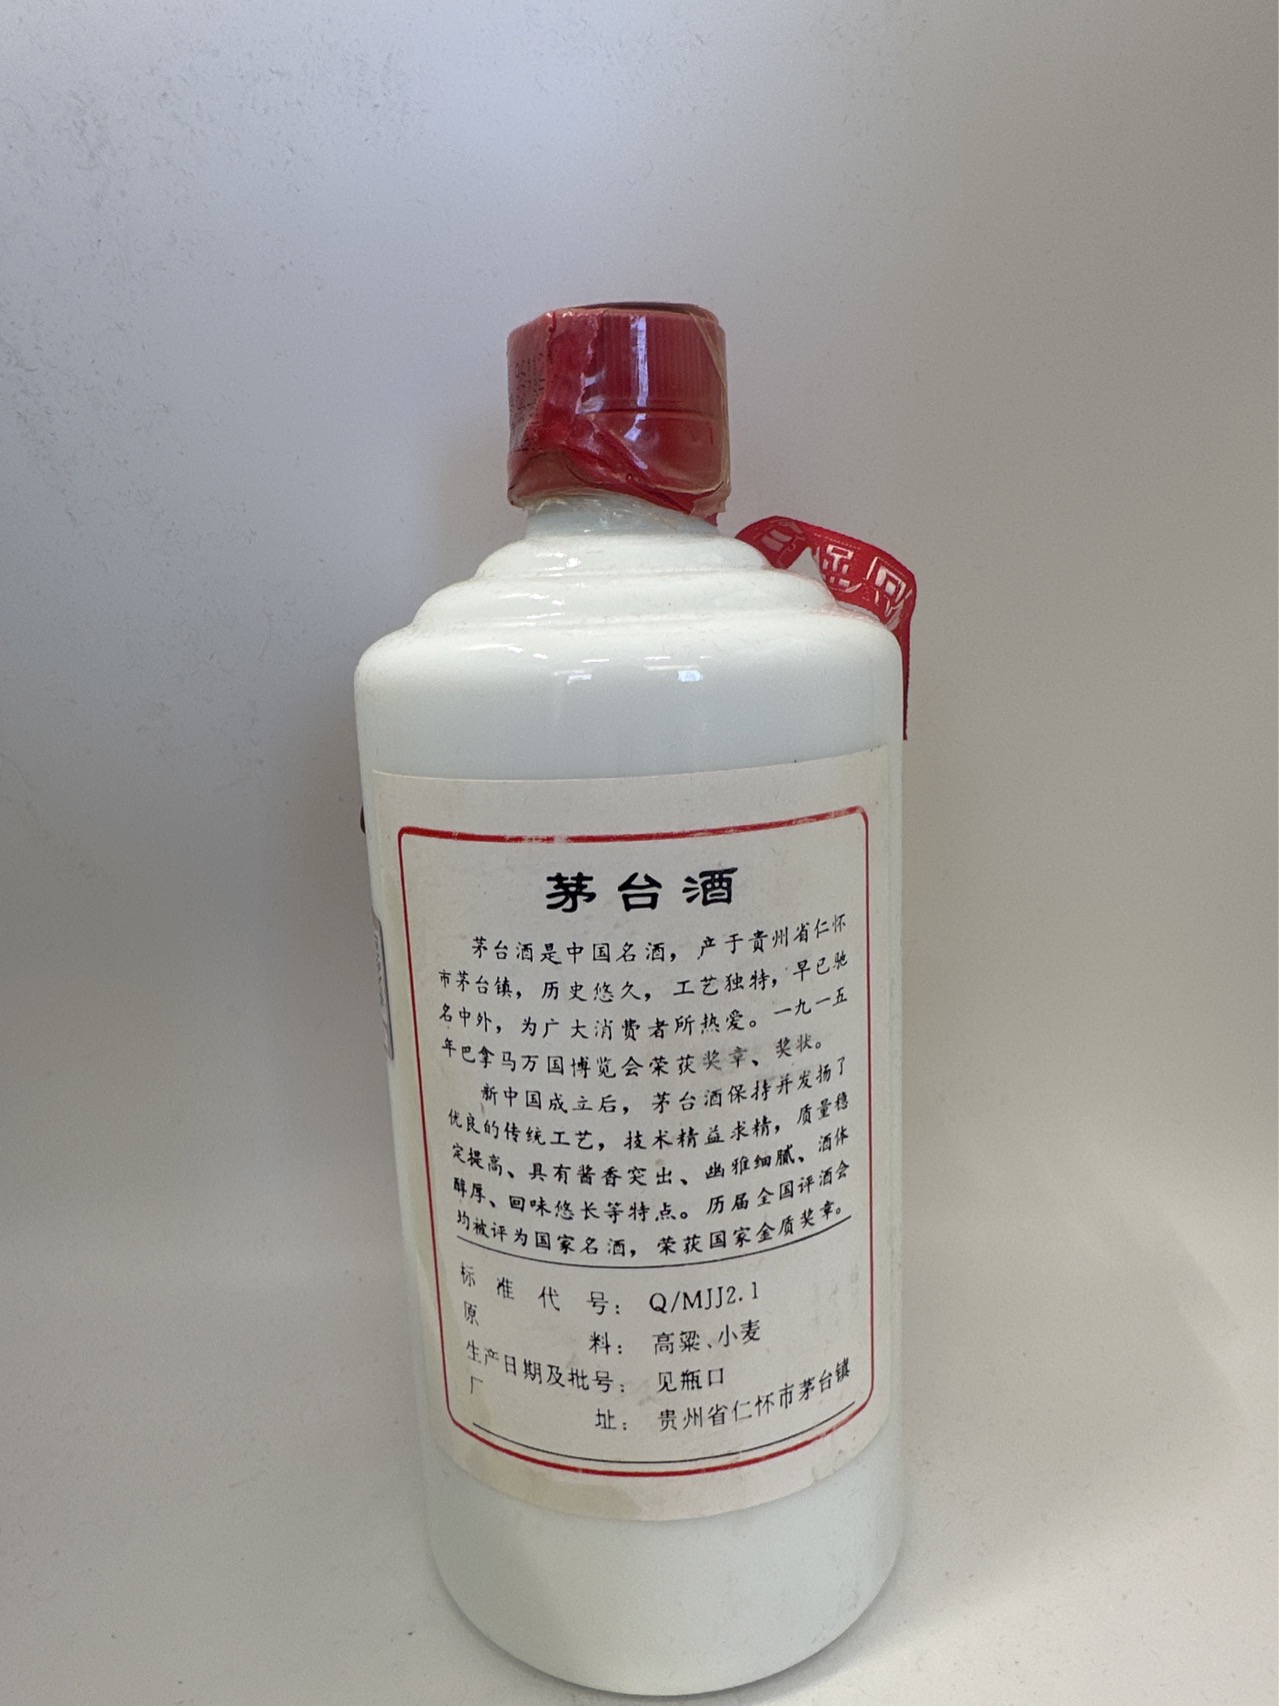 茅台酒
茅台酒是中国名酒，产于贵州省仁怀
市茅台镇，历史悠久，工艺独特，早已驰
名中外，为广大消费者所热爱。一九一五
年巴拿马万国博览会荣获奖章、奖状。
新中国成立后，茅台酒保持并发扬了
优良的传统工艺，技术精益求精，质量稳
定提高、具有酱香突出、幽雅细腻、酒体
醇厚、回味悠长等特点。历届全国评酒会
均被评为国家名酒，荣获国家金质奖章。
标准代号：Q/MJJ2.1
原料：高粱、小麦
生产日期及批号：见瓶口
厂址：贵州省仁怀市茅台镇